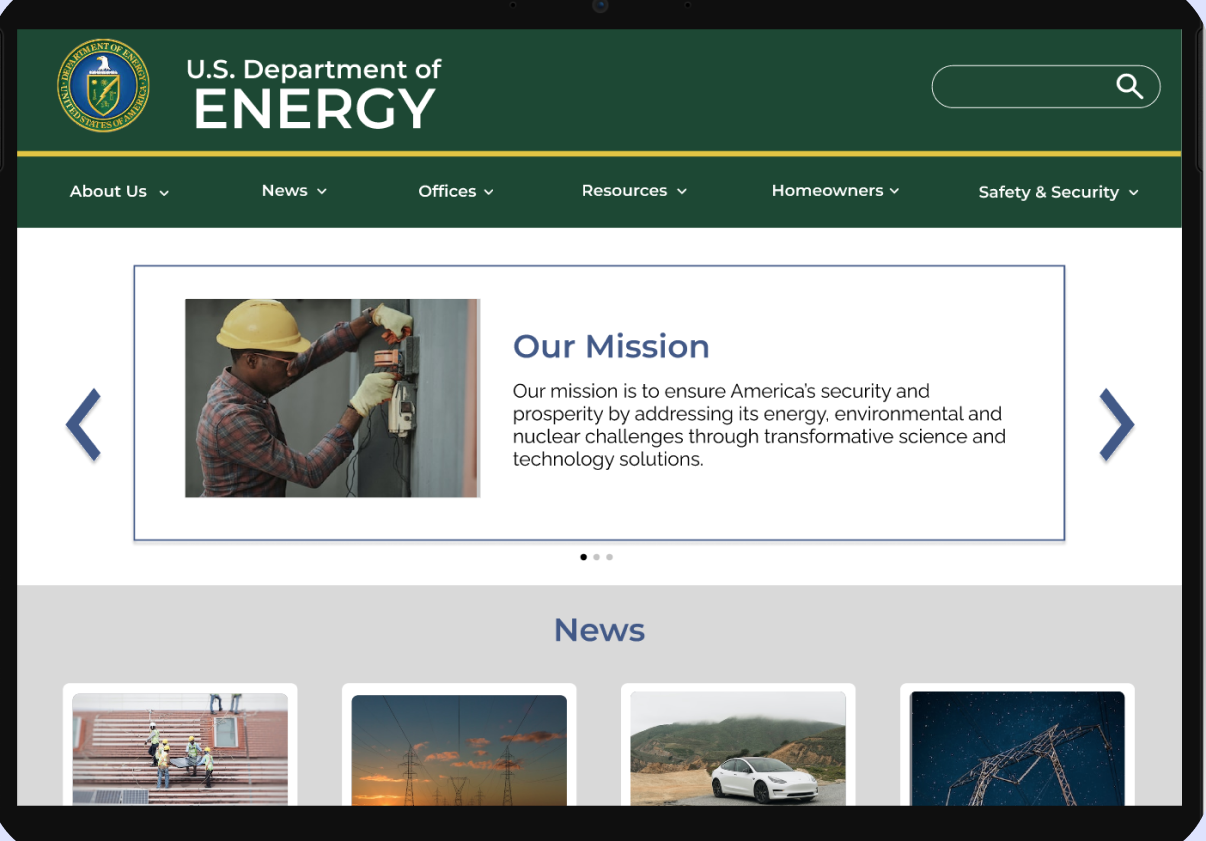 DEPARTMENT OF ENERGY
UNITED STATES OF AMERICA
U.S. Department of
ENERGY
About Us
News
Offices
Resources
Homeowners
Safety & Security
Our Mission
Our mission is to ensure America's security and
prosperity by addressing its energy, environmental and
nuclear challenges through transformative science and
technology solutions.
News